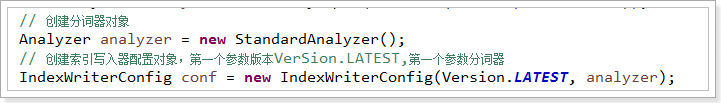 // 创建分词器对象
Analyzer analyzer = new StandardAnalyzer();
// 创建索引写入器配置对象，第一个参数版本VerSion.LATEST,第一个参数分词器
IndexWriterConfig conf = new IndexWriterConfig(Version.LATEST, analyzer);